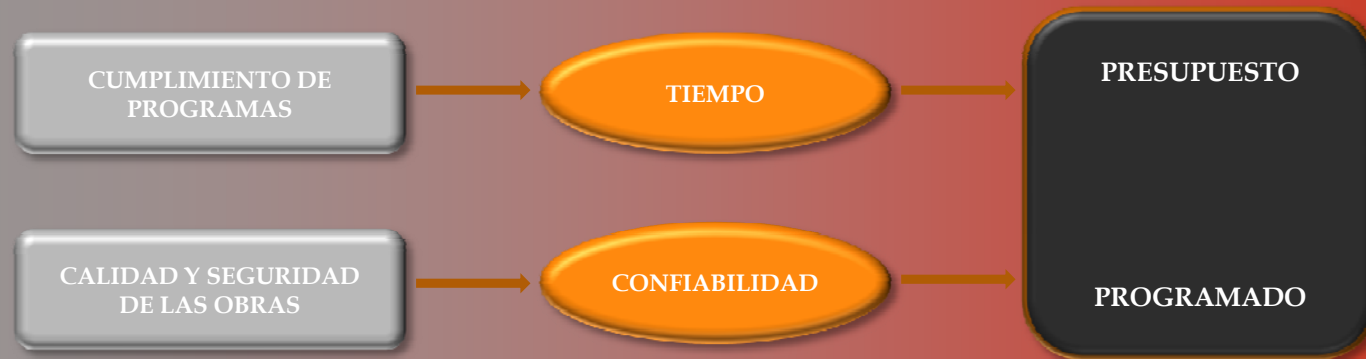 CUMPLIMIENTO DE
PROGRAMAS
TIEMPO
PRESUPUESTO
CALIDAD Y SEGURIDAD
DE LAS OBRAS
CONFIABILIDAD
PROGRAMADO